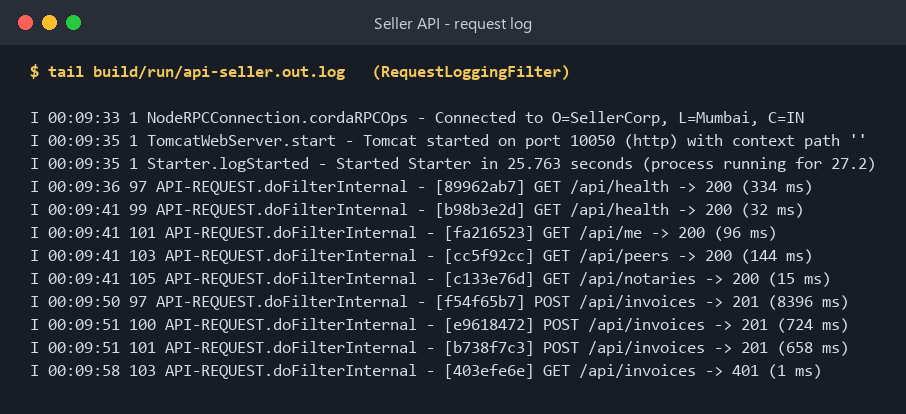 Seller API - request log
$ tail build/run/api-seller.out.log   (RequestLoggingFilter)
I 00:09:33 1 NodeRPCConnection.cordaRPCOps - Connected to O=SellerCorp, L=Mumbai, C=IN
I 00:09:35 1 TomcatWebServer.start - Tomcat started on port 10050 (http) with context path ''
I 00:09:35 1 Starter.logStarted - Started Starter in 25.763 seconds (process running for 27.2)
I 00:09:36 97 API-REQUEST.doFilterInternal - [89962ab7] GET /api/health -> 200 (334 ms)
I 00:09:41 99 API-REQUEST.doFilterInternal - [b98b3e2d] GET /api/health -> 200 (32 ms)
I 00:09:41 101 API-REQUEST.doFilterInternal - [fa216523] GET /api/me -> 200 (96 ms)
I 00:09:41 103 API-REQUEST.doFilterInternal - [cc5f92cc] GET /api/peers -> 200 (144 ms)
I 00:09:41 105 API-REQUEST.doFilterInternal - [c133e76d] GET /api/notaries -> 200 (15 ms)
I 00:09:50 97 API-REQUEST.doFilterInternal - [f54f65b7] POST /api/invoices -> 201 (8396 ms)
I 00:09:51 100 API-REQUEST.doFilterInternal - [e9618472] POST /api/invoices -> 201 (724 ms)
I 00:09:51 101 API-REQUEST.doFilterInternal - [b738f7c3] POST /api/invoices -> 201 (658 ms)
I 00:09:58 103 API-REQUEST.doFilterInternal - [403efe6e] GET /api/invoices -> 401 (1 ms)